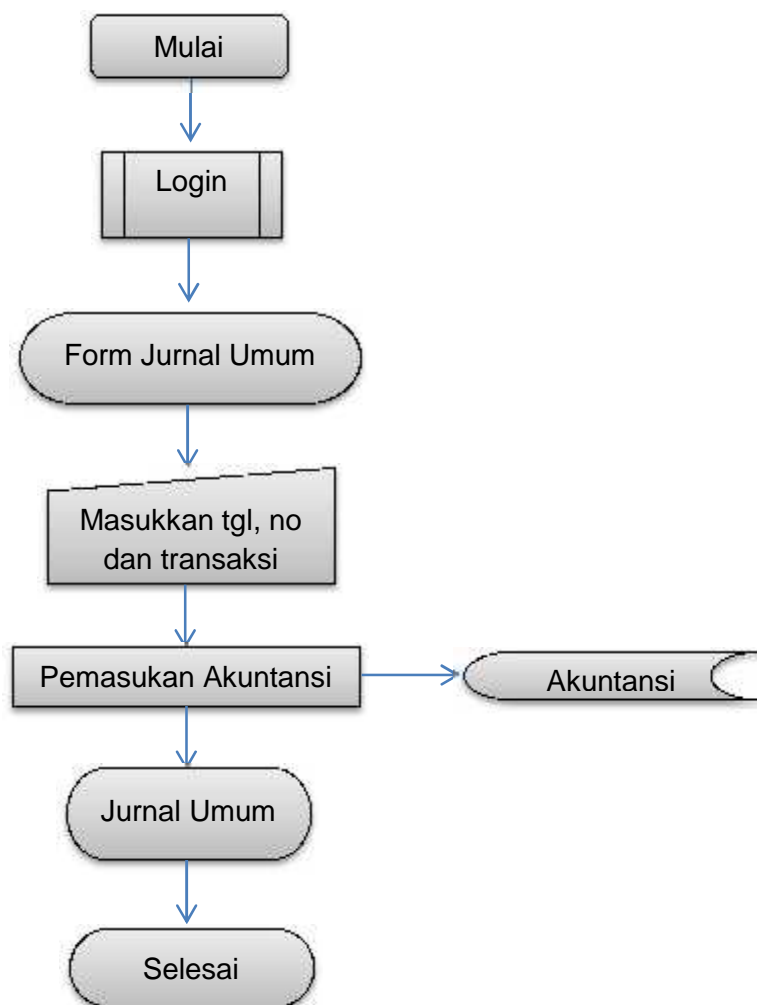 Mulai
Login
Form Jurnal Umum
Masukkan tgl, no
dan transaksi
Pemasukan Akuntansi
Akuntansi
Jurnal Umum
Selesai